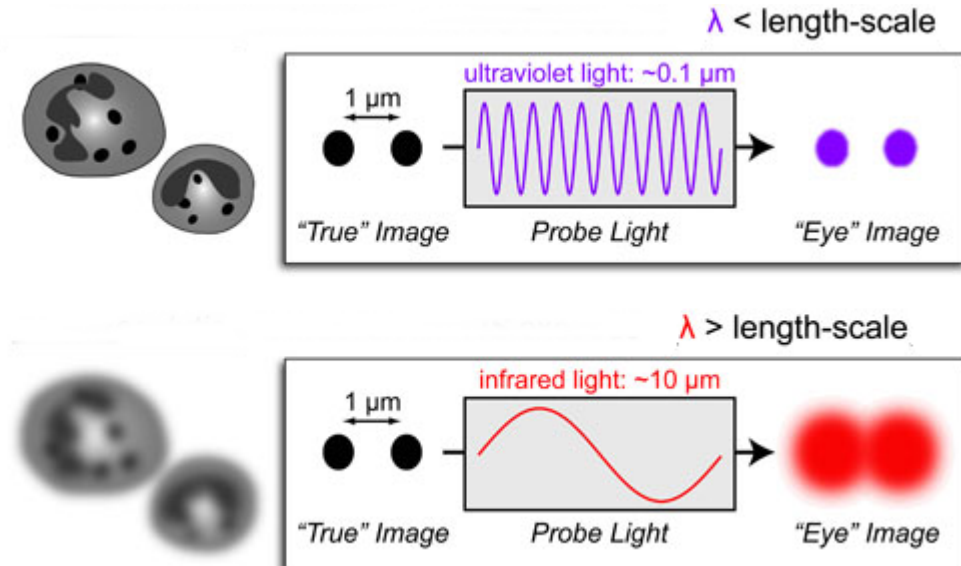 λ < length-scale
ultraviolet light: ~0.1 μm
1 μm
“True” Image
Probe Light
“Eye” Image
λ > length-scale
infrared light: ~10 μm
1 μm
“True” Image
Probe Light
“Eye” Image